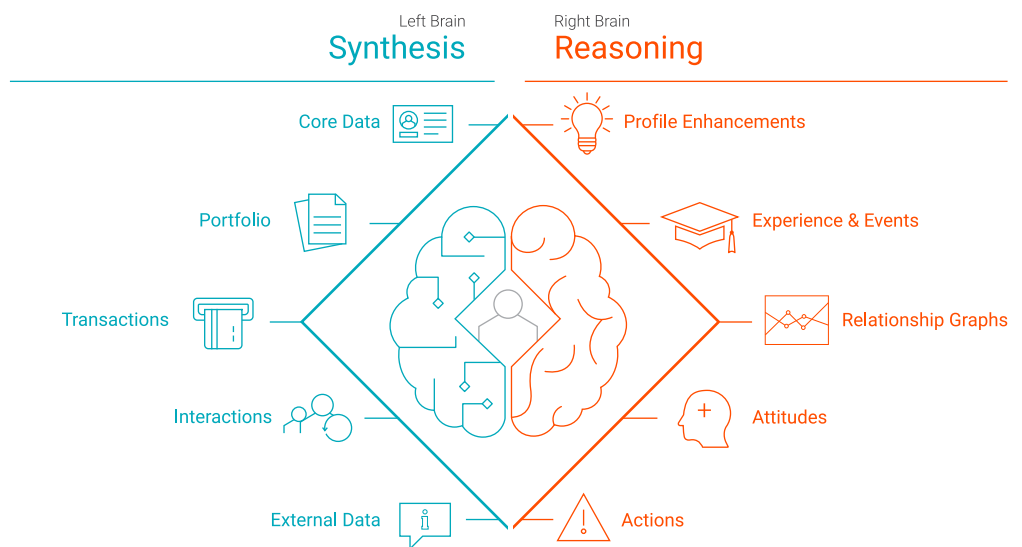 Left Brain
Synthesis
Right Brain
Reasoning
Core Data
Portfolio
Transactions
Interactions
External Data
Profile Enhancements
Experience & Events
Relationship Graphs
Attitudes
Actions